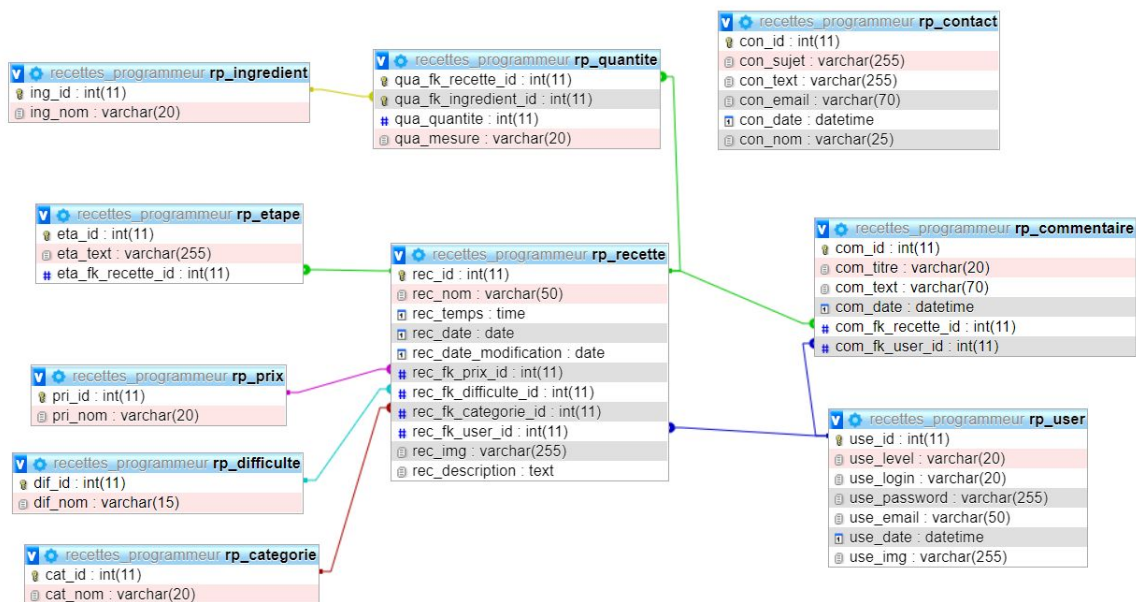 recettes_programmeur rp_contact
con_id : int(11)
con_sujet : varchar(255)
con_text : varchar(255)
con_email : varchar(70)
con_date : datetime
con_nom : varchar(25)
recettes_programmeur rp_ingredient
ing_id : int(11)
ing_nom : varchar(20)
recettes_programmeur rp_quantite
qua_fk_recette_id : int(11)
qua_fk_ingredient_id : int(11)
qua_quantite : int(11)
qua_mesure : varchar(20)
recettes_programmeur rp_etape
eta_id : int(11)
eta_text : varchar(255)
eta_fk_recette_id : int(11)
recettes_programmeur rp_recette
rec_id : int(11)
rec_nom : varchar(50)
rec_temps : time
rec_date : date
rec_date_modification : date
rec_fk_prix_id : int(11)
rec_fk_difficulte_id : int(11)
rec_fk_categorie_id : int(11)
rec_fk_user_id : int(11)
rec_img : varchar(255)
rec_description : text
recettes_programmeur rp_commentaire
com_id : int(11)
com_titre : varchar(20)
com_text : varchar(70)
com_date : datetime
com_fk_recette_id : int(11)
com_fk_user_id : int(11)
recettes_programmeur rp_prix
pri_id : int(11)
pri_nom : varchar(20)
recettes_programmeur rp_user
use_id : int(11)
use_level : varchar(20)
use_login : varchar(20)
use_password : varchar(255)
use_email : varchar(50)
use_date : datetime
use_img : varchar(255)
recettes_programmeur rp_difficulte
dif_id : int(11)
dif_nom : varchar(15)
recettes_programmeur rp_categorie
cat_id : int(11)
cat_nom : varchar(20)